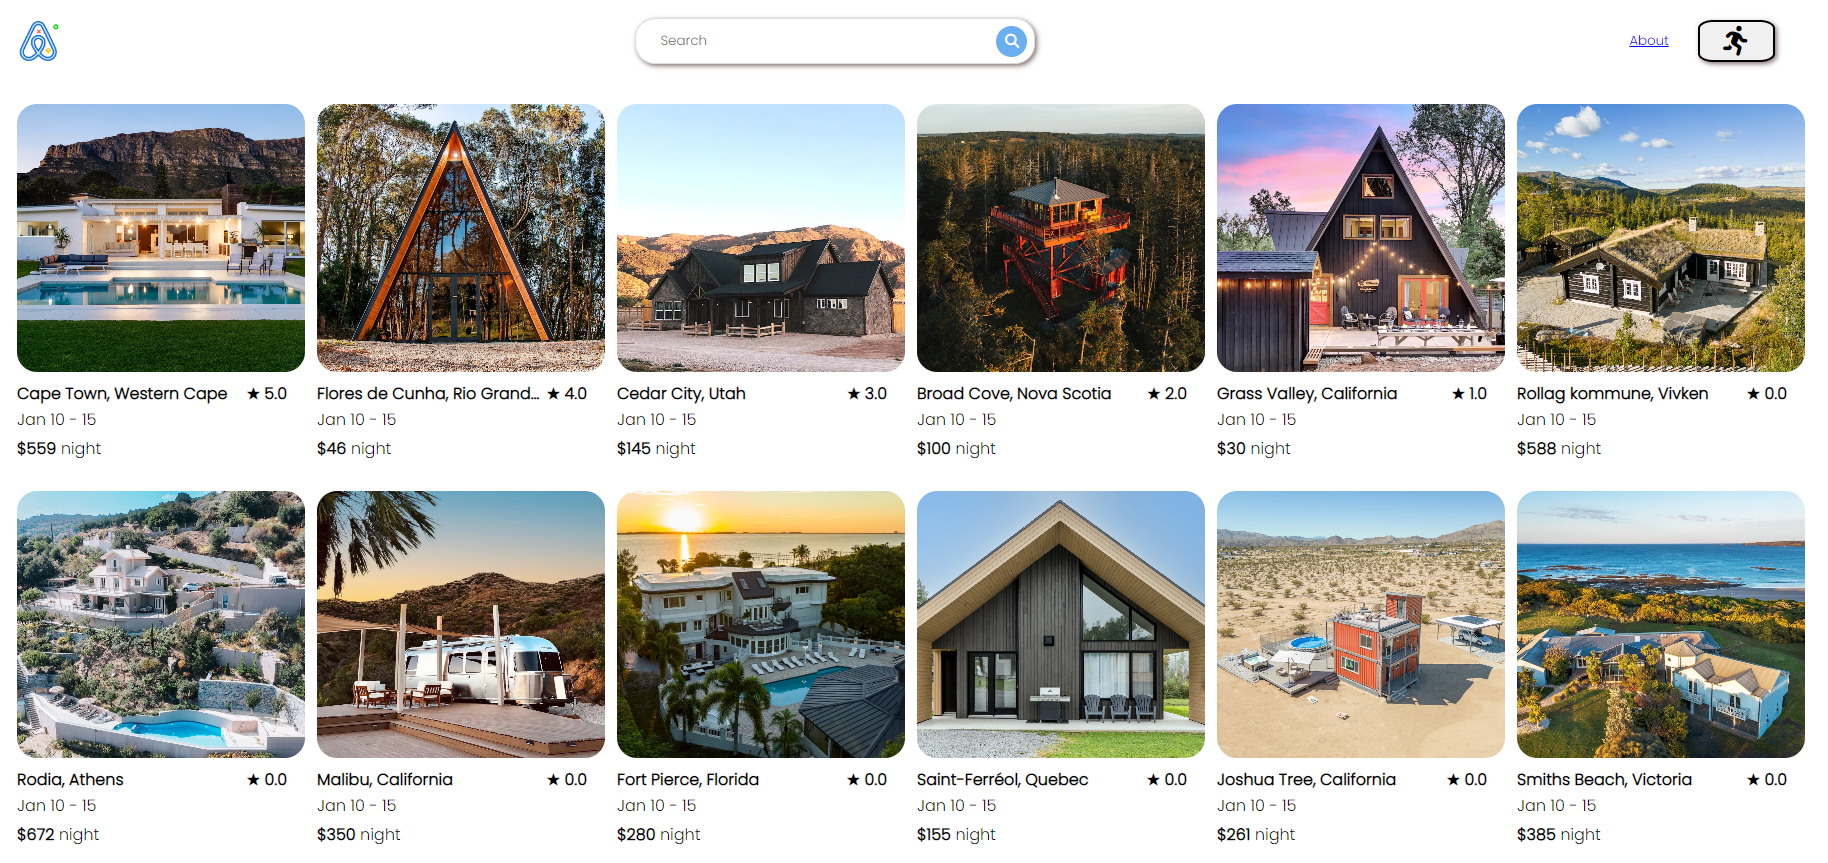 Search
About
Cape Town, Western Cape ★ 5.0
Jan 10 - 15
$559 night
Flores de Cunha, Rio Grand... ★ 4.0
Jan 10 - 15
$46 night
Cedar City, Utah ★ 3.0
Jan 10 - 15
$145 night
Broad Cove, Nova Scotia ★ 2.0
Jan 10 - 15
$100 night
Grass Valley, California ★ 1.0
Jan 10 - 15
$30 night
Rollag kommune, Vivken ★ 0.0
Jan 10 - 15
$588 night
Rodia, Athens ★ 0.0
Jan 10 - 15
$672 night
Malibu, California ★ 0.0
Jan 10 - 15
$350 night
Fort Pierce, Florida ★ 0.0
Jan 10 - 15
$280 night
Saint-Ferréol, Quebec ★ 0.0
Jan 10 - 15
$155 night
Joshua Tree, California ★ 0.0
Jan 10 - 15
$261 night
Smiths Beach, Victoria ★ 0.0
Jan 10 - 15
$385 night